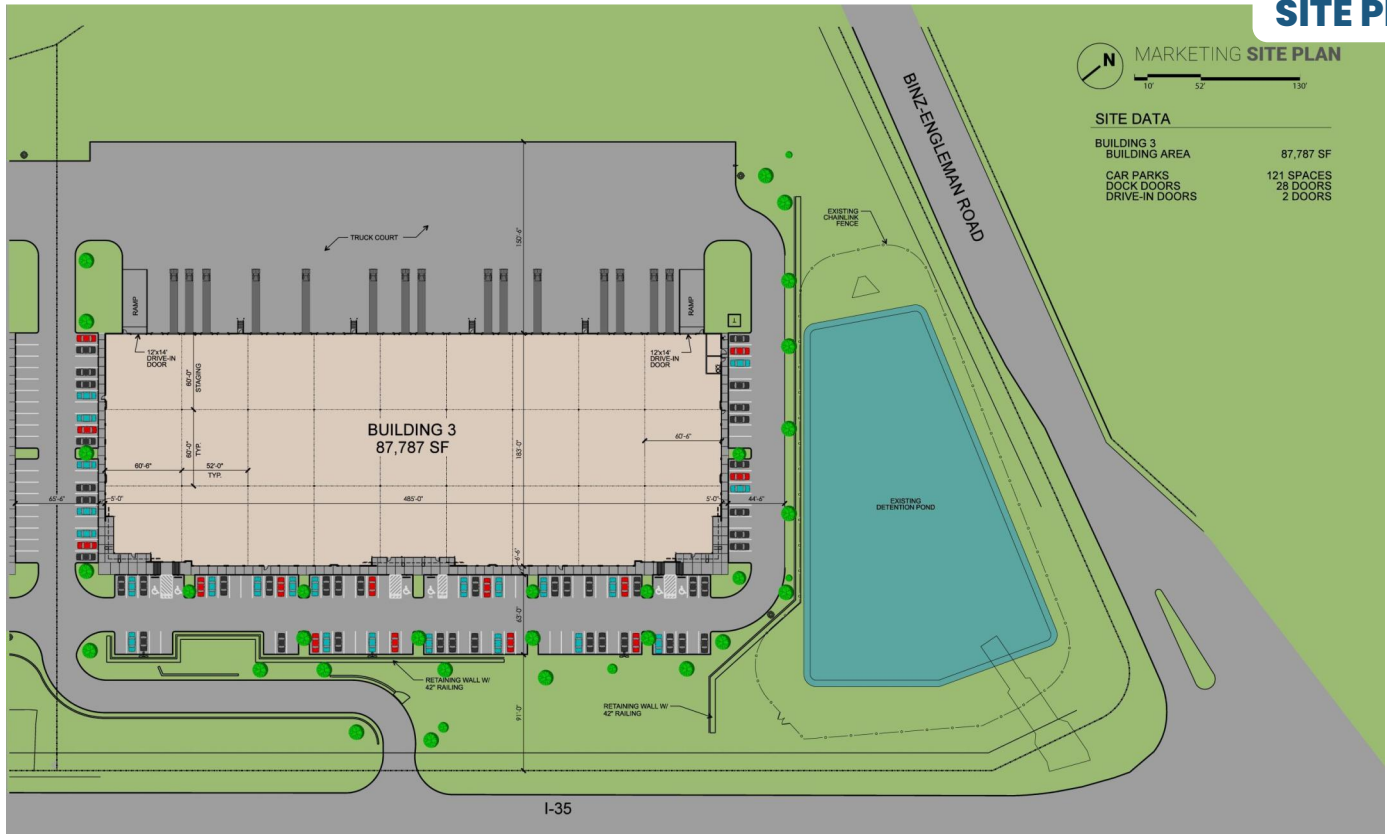 SITE PL
N
MARKETING SITE PLAN
10' 52' 130'
SITE DATA
BUILDING 3
BUILDING AREA 87,787 SF
CAR PARKS 121 SPACES
DOCK DOORS 28 DOORS
DRIVE-IN DOORS 2 DOORS
BINZ-ENGLEMAN ROAD
EXISTING
CHAINLINK
FENCE
TRUCK COURT
150'-6"
RAMP
RAMP
12'x14'
DRIVE-IN
DOOR
12'x14'
DRIVE-IN
DOOR
60'-0"
STAGING
BUILDING 3
87,787 SF
60'-0"
TYP.
183'-0"
60'-6"
60'-6"
52'-0"
TYP.
65'-6"
5'-0"
485'-0"
5'-0"
44'-6"
EXISTING
DETENTION POND
63'-0"
RETAINING WALL W/
42" RAILING
RETAINING WALL W/
42" RAILING
91'-0"
I-35